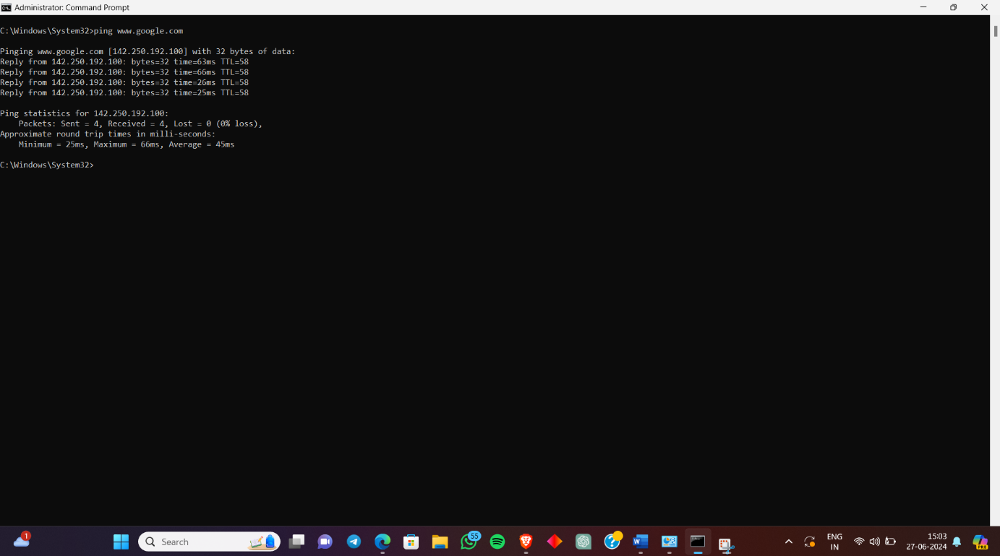 Administrator: Command Prompt
C:\Windows\System32>ping www.google.com
Pinging www.google.com [142.250.192.100] with 32 bytes of data:
Reply from 142.250.192.100: bytes=32 time=63ms TTL=58
Reply from 142.250.192.100: bytes=32 time=66ms TTL=58
Reply from 142.250.192.100: bytes=32 time=26ms TTL=58
Reply from 142.250.192.100: bytes=32 time=25ms TTL=58
Ping statistics for 142.250.192.100:
Packets: Sent = 4, Received = 4, Lost = 0 (0% loss),
Approximate round trip times in milli-seconds:
Minimum = 25ms, Maximum = 66ms, Average = 45ms
C:\Windows\System32>
1
Search
55
ENG
IN
15:03
27-06-2024
PRE